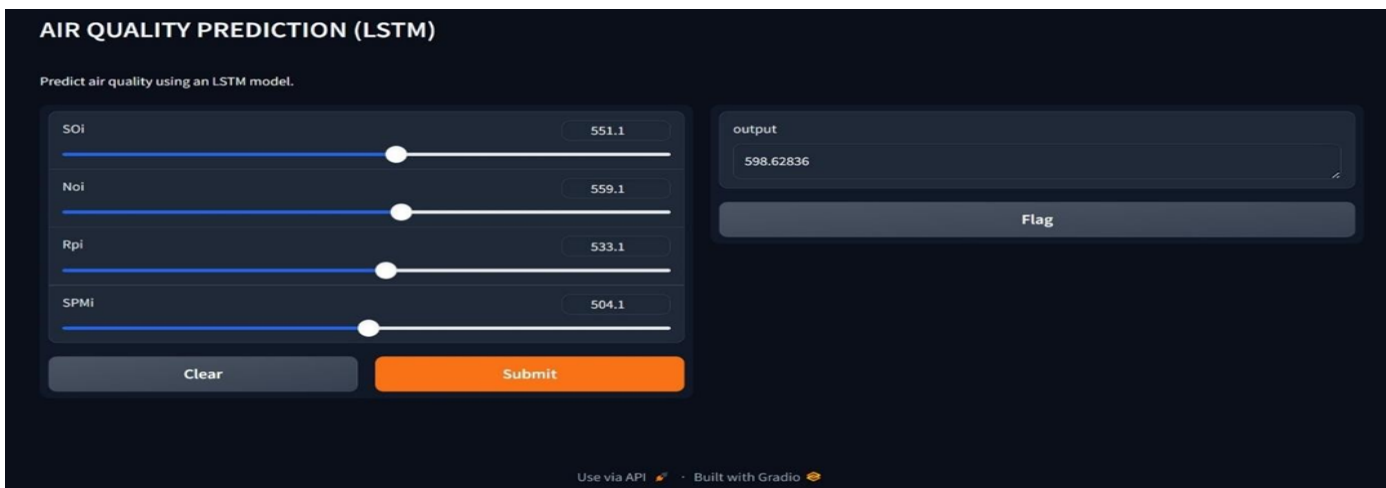 AIR QUALITY PREDICTION (LSTM)
Predict air quality using an LSTM model.
SOi
551.1
Noi
559.1
Rpi
533.1
SPMi
504.1
Clear
Submit
output
598.62836
Flag
Use via API · Built with Gradio